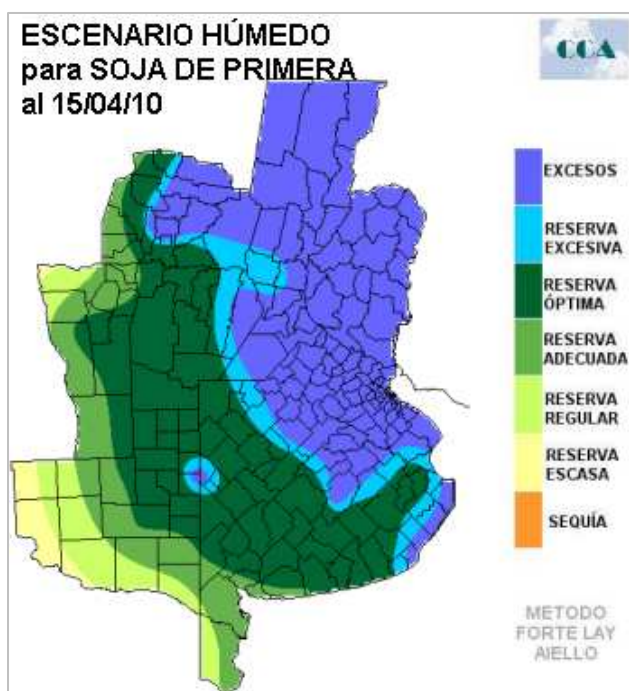 ESCENARIO HÚMEDO
para SOJA DE PRIMERA
al 15/04/10
CCA
EXCESOS
RESERVA
EXCESIVA
RESERVA
ÓPTIMA
RESERVA
ADECUADA
RESERVA
REGULAR
RESERVA
ESCASA
SEQUÍA
METODO
FORTE LAY
AIELLO